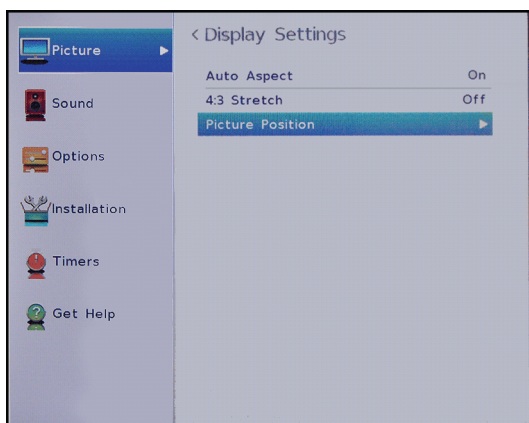 Picture
Sound
Options
Installation
Timers
Get Help
< Display Settings
Auto Aspect On
4:3 Stretch Off
Picture Position